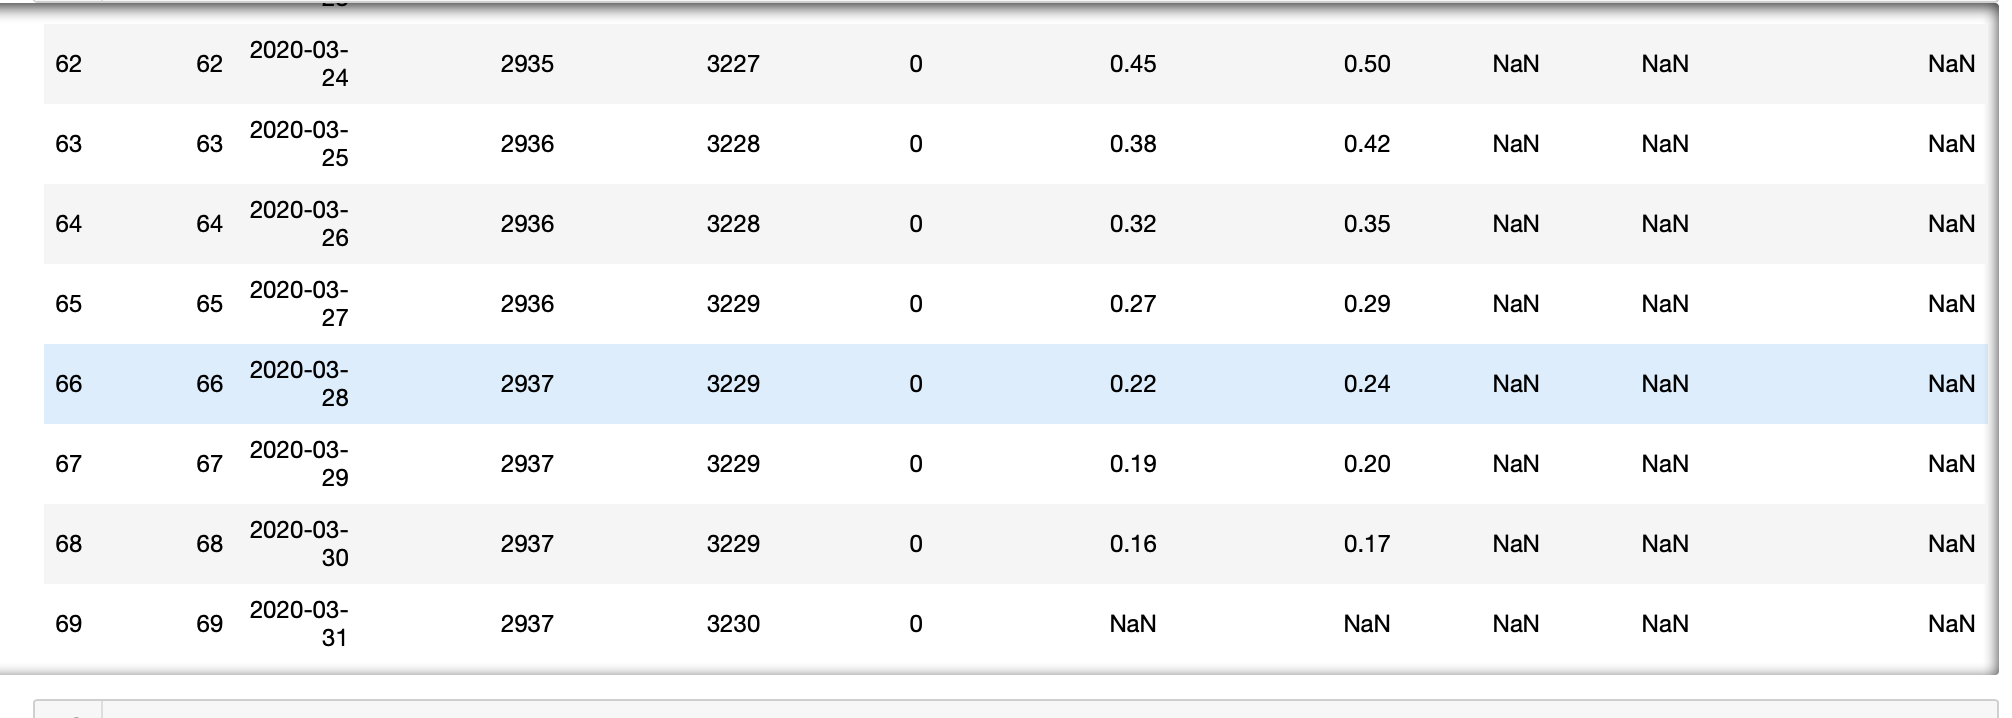 62 62 2020-03-24 2935 3227 0 0.45 0.50 NaN NaN NaN
63 63 2020-03-25 2936 3228 0 0.38 0.42 NaN NaN NaN
64 64 2020-03-26 2936 3228 0 0.32 0.35 NaN NaN NaN
65 65 2020-03-27 2936 3229 0 0.27 0.29 NaN NaN NaN
66 66 2020-03-28 2937 3229 0 0.22 0.24 NaN NaN NaN
67 67 2020-03-29 2937 3229 0 0.19 0.20 NaN NaN NaN
68 68 2020-03-30 2937 3229 0 0.16 0.17 NaN NaN NaN
69 69 2020-03-31 2937 3230 0 NaN NaN NaN NaN NaN